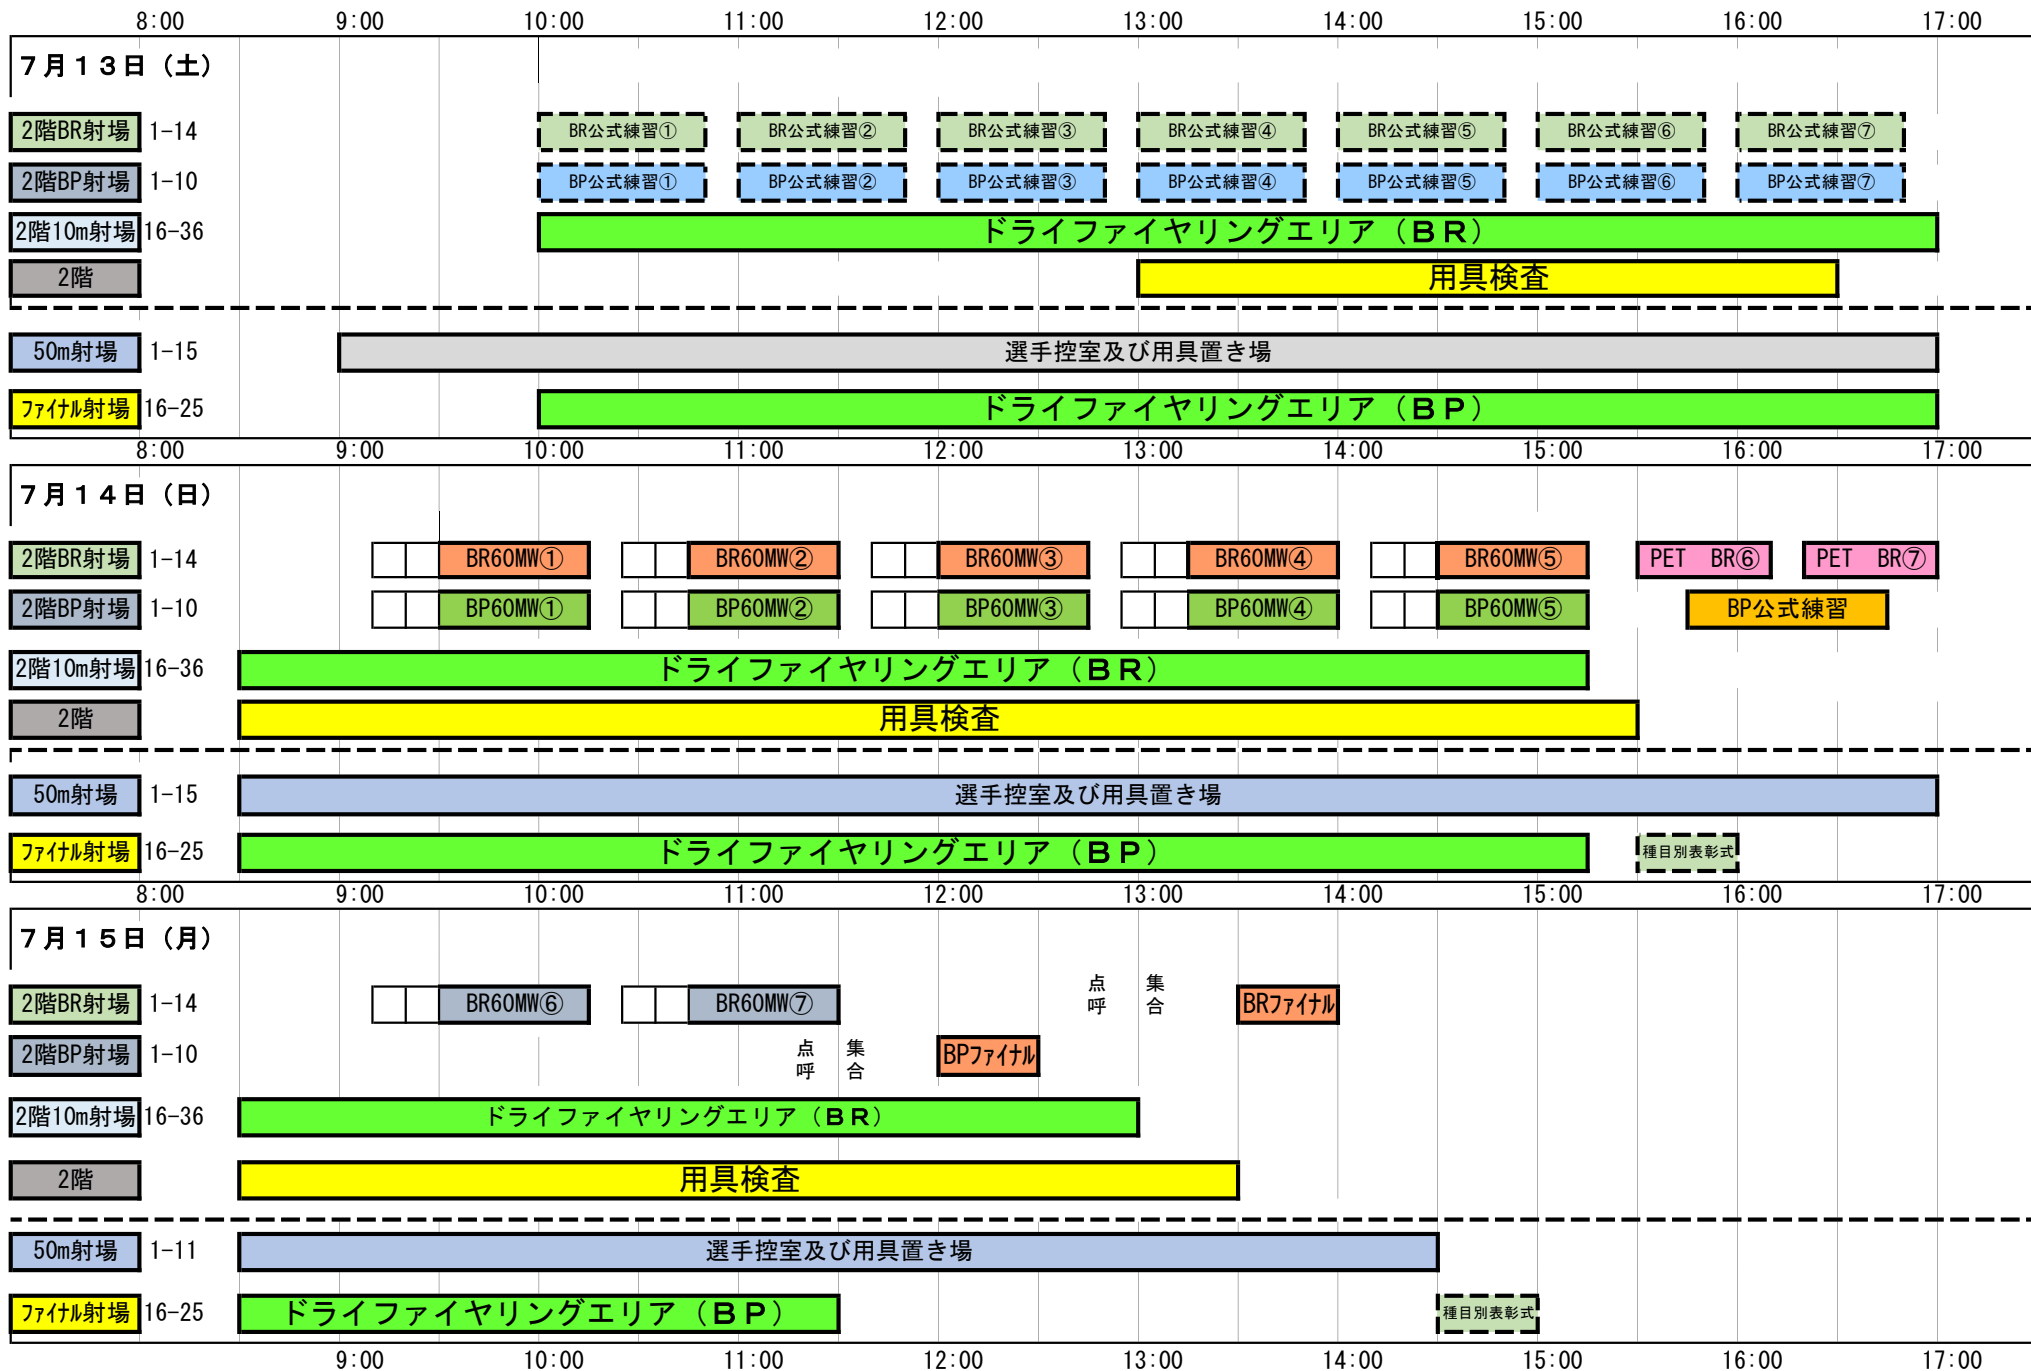 8:00 9:00 10:00 11:00 12:00 13:00 14:00 15:00 16:00 17:00
７月１３日（土）
2階BR射場 1-14 BR公式練習① BR公式練習② BR公式練習③ BR公式練習④ BR公式練習⑤ BR公式練習⑥ BR公式練習⑦
2階BP射場 1-10 BP公式練習① BP公式練習② BP公式練習③ BP公式練習④ BP公式練習⑤ BP公式練習⑥ BP公式練習⑦
2階10m射場 16-36 ドライファイヤリングエリア（ＢＲ）
2階 用具検査
50m射場 1-15 選手控室及び用具置き場
ﾌｧｲﾅﾙ射場 16-25 ドライファイヤリングエリア（ＢＰ）
8:00 9:00 10:00 11:00 12:00 13:00 14:00 15:00 16:00 17:00
７月１４日（日）
2階BR射場 1-14 BR60MW① BR60MW② BR60MW③ BR60MW④ BR60MW⑤ PET BR⑥ PET BR⑦
2階BP射場 1-10 BP60MW① BP60MW② BP60MW③ BP60MW④ BP60MW⑤ BP公式練習
2階10m射場 16-36 ドライファイヤリングエリア（ＢＲ）
2階 用具検査
50m射場 1-15 選手控室及び用具置き場
ﾌｧｲﾅﾙ射場 16-25 ドライファイヤリングエリア（ＢＰ） 種目別表彰式
8:00 9:00 10:00 11:00 12:00 13:00 14:00 15:00 16:00 17:00
７月１５日（月）
2階BR射場 1-14 BR60MW⑥ BR60MW⑦ 点呼 集合 BRﾌｧｲﾅﾙ
2階BP射場 1-10 点呼 集合 BPﾌｧｲﾅﾙ
2階10m射場 16-36 ドライファイヤリングエリア（ＢＲ）
2階 用具検査
50m射場 1-11 選手控室及び用具置き場
ﾌｧｲﾅﾙ射場 16-25 ドライファイヤリングエリア（ＢＰ） 種目別表彰式
9:00 10:00 11:00 12:00 13:00 14:00 15:00 16:00 17:00